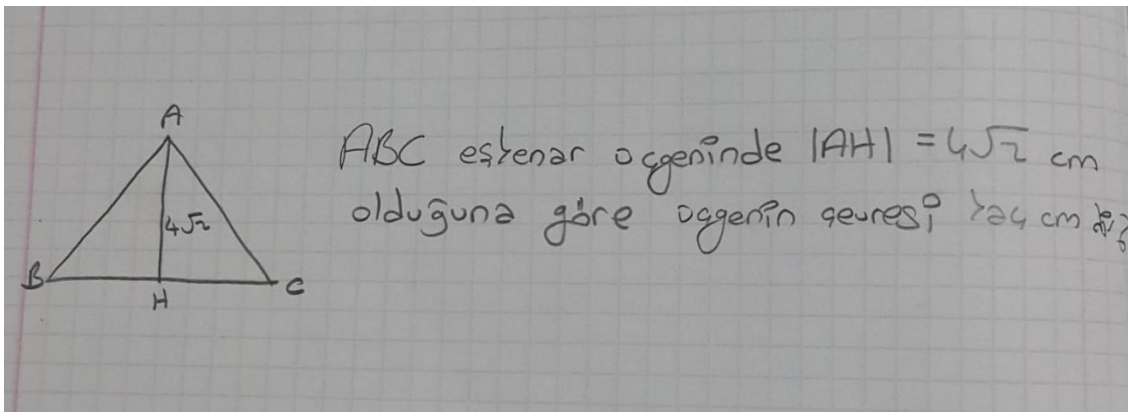 A
ABC eşkenar üçgeninde |AH| = 4√2 cm
olduğuna göre üçgenin çevresi kaç cm dir?
4√2
B
H
C